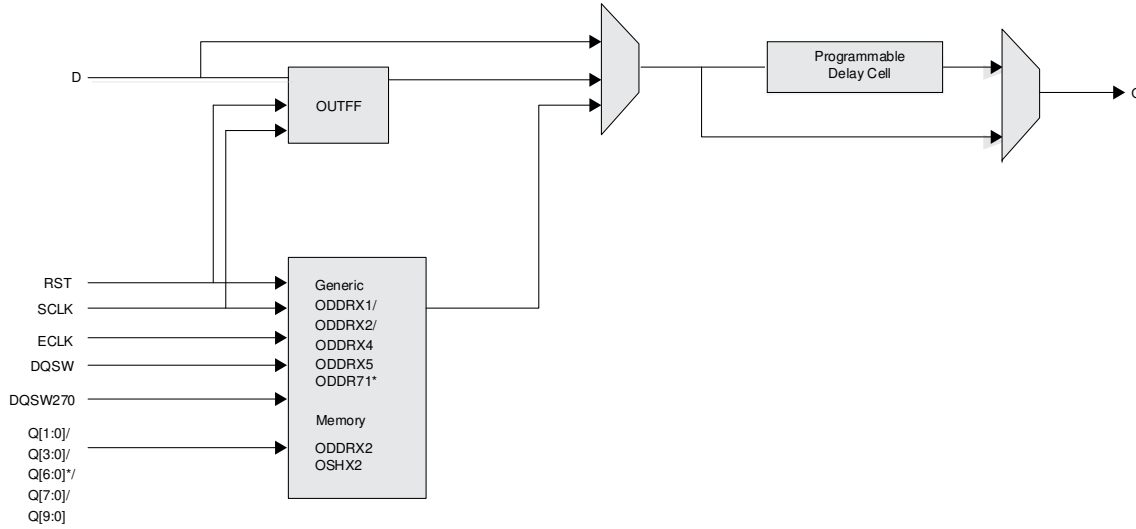 D
OUTFF
Programmable
Delay Cell
RST
SCLK
ECLK
DQSW
DQSW270
Q[1:0]/
Q[3:0]/
Q[6:0]*/
Q[7:0]/
Q[9:0]
Generic
ODDRX1/
ODDRX2/
ODDRX4
ODDRX5
ODDR71*
Memory
ODDRX2
OSHX2